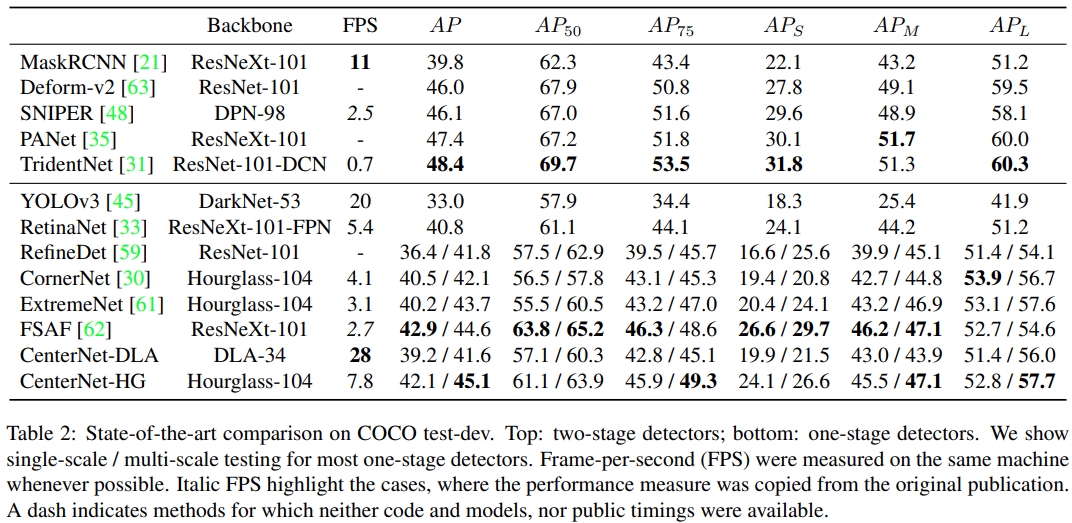 Backbone FPS AP AP50 AP75 APS APM APL
MaskRCNN [21] ResNeXt-101 11 39.8 62.3 43.4 22.1 43.2 51.2
Deform-v2 [63] ResNet-101 - 46.0 67.9 50.8 27.8 49.1 59.5
SNIPER [48] DPN-98 2.5 46.1 67.0 51.6 29.6 48.9 58.1
PANet [35] ResNeXt-101 - 47.4 67.2 51.8 30.1 51.7 60.0
TridentNet [31] ResNet-101-DCN 0.7 48.4 69.7 53.5 31.8 51.3 60.3
YOLOv3 [45] DarkNet-53 20 33.0 57.9 34.4 18.3 25.4 41.9
RetinaNet [33] ResNeXt-101-FPN 5.4 40.8 61.1 44.1 24.1 44.2 51.2
RefineDet [59] ResNet-101 - 36.4 / 41.8 57.5 / 62.9 39.5 / 45.7 16.6 / 25.6 39.9 / 45.1 51.4 / 54.1
CornerNet [30] Hourglass-104 4.1 40.5 / 42.1 56.5 / 57.8 43.1 / 45.3 19.4 / 20.8 42.7 / 44.8 53.9 / 56.7
ExtremeNet [61] Hourglass-104 3.1 40.2 / 43.7 55.5 / 60.5 43.2 / 47.0 20.4 / 24.1 43.2 / 46.9 53.1 / 57.6
FSAF [62] ResNeXt-101 2.7 42.9 / 44.6 63.8 / 65.2 46.3 / 48.6 26.6 / 29.7 46.2 / 47.1 52.7 / 54.6
CenterNet-DLA DLA-34 28 39.2 / 41.6 57.1 / 60.3 42.8 / 45.1 19.9 / 21.5 43.0 / 43.9 51.4 / 56.0
CenterNet-HG Hourglass-104 7.8 42.1 / 45.1 61.1 / 63.9 45.9 / 49.3 24.1 / 26.6 45.5 / 47.1 52.8 / 57.7
Table 2: State-of-the-art comparison on COCO test-dev. Top: two-stage detectors; bottom: one-stage detectors. We show
single-scale / multi-scale testing for most one-stage detectors. Frame-per-second (FPS) were measured on the same machine
whenever possible. Italic FPS highlight the cases, where the performance measure was copied from the original publication.
A dash indicates methods for which neither code and models, nor public timings were available.